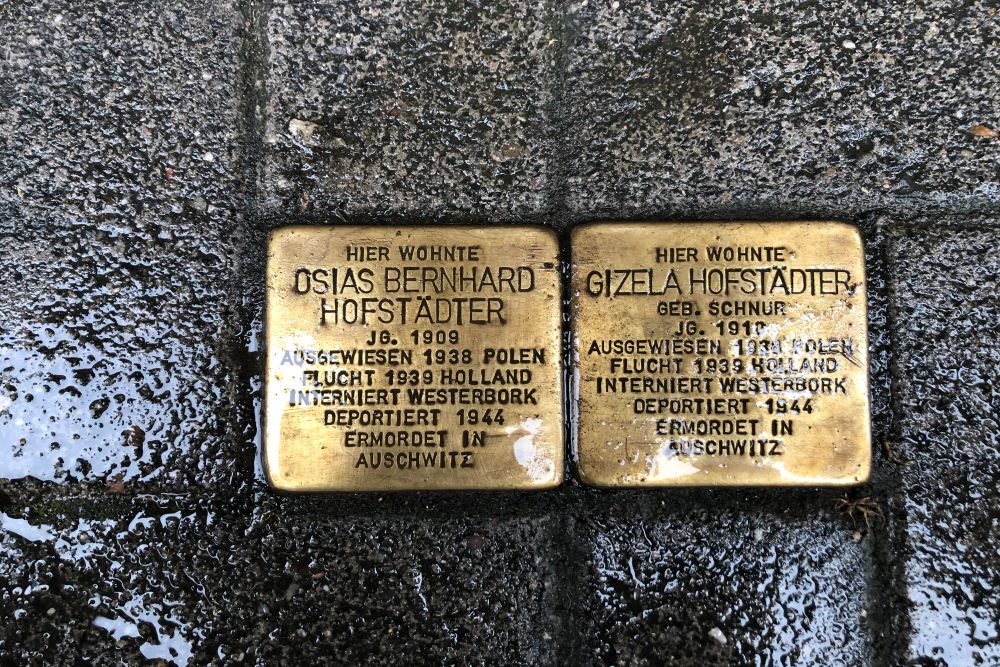 HIER WOHNTE
OSIAS BERNHARD
HOFSTÄDTER
JG. 1909
AUSGEWIESEN 1938 POLEN
FLUCHT 1939 HOLLAND
INTERNIERT WESTERBORK
DEPORTIERT 1944
ERMORDET IN
AUSCHWITZ
HIER WOHNTE
GIZELA HOFSTÄDTER
GEB. SCHNUR
JG.
AUSGEWIESEN 1938 POLEN
FLUCHT 1939 HOLLAND
INTERNIERT WESTERBORK
DEPORTIERT 1944
ERMORDET IN
AUSCHWITZ